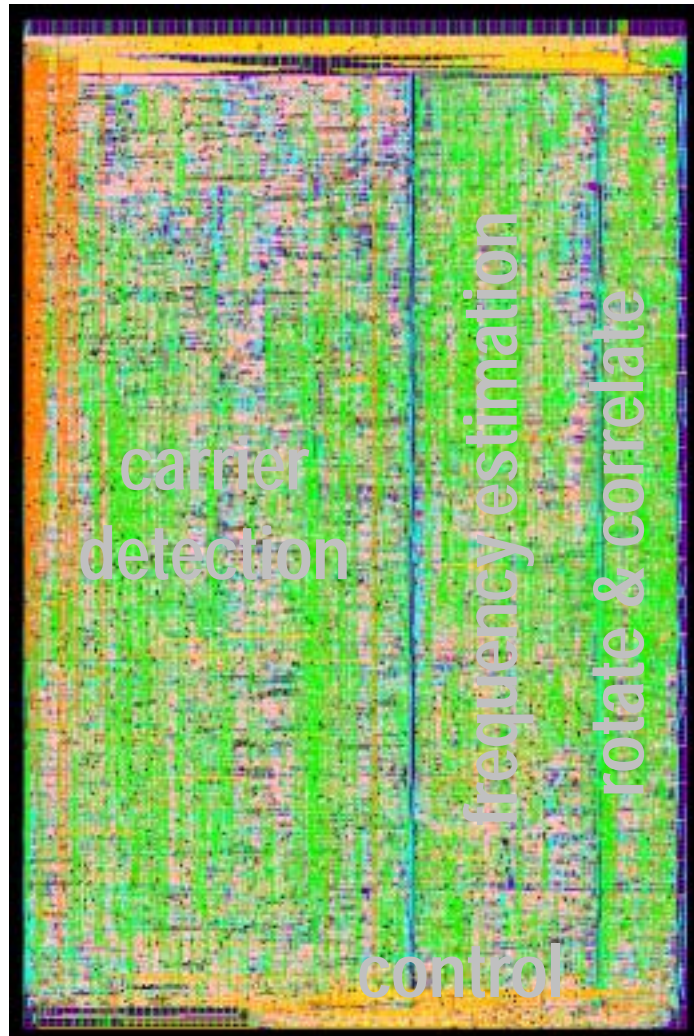 carrier
detection
frequency estimation
rotate & correlate
control